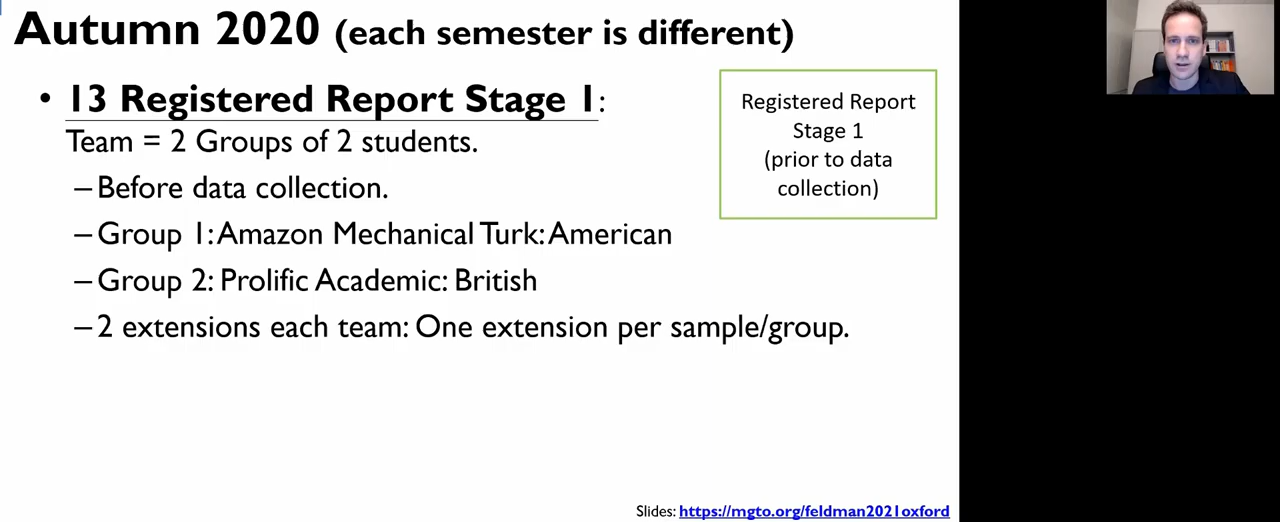 Autumn 2020 (each semester is different)
• 13 Registered Report Stage 1:
Team = 2 Groups of 2 students.
– Before data collection.
– Group 1: Amazon Mechanical Turk: American
– Group 2: Prolific Academic: British
– 2 extensions each team: One extension per sample/group.
Registered Report
Stage 1
(prior to data
collection)
Slides: https://mgto.org/feldman2021oxford